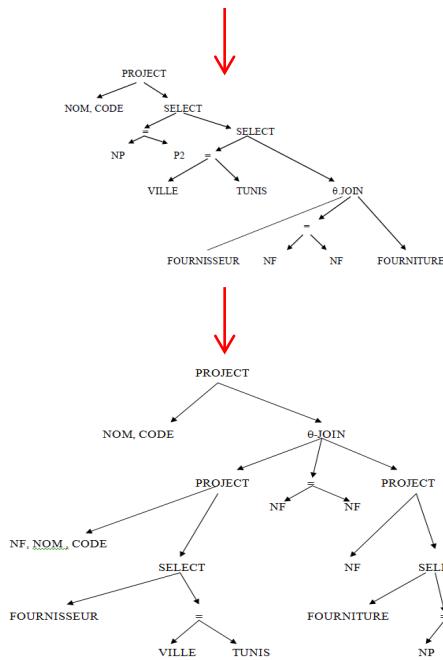 PROJECT
NOM, CODE SELECT
= SELECT
NP P2 =
VILLE TUNIS θ JOIN
=
FOURNISSEUR NF NF FOURNITURE
PROJECT
NOM, CODE θ-JOIN
PROJECT = PROJECT
NF NF
NF, NOM , CODE
SELECT NF
FOURNISSEUR = FOURNITURE =
VILLE TUNIS NP